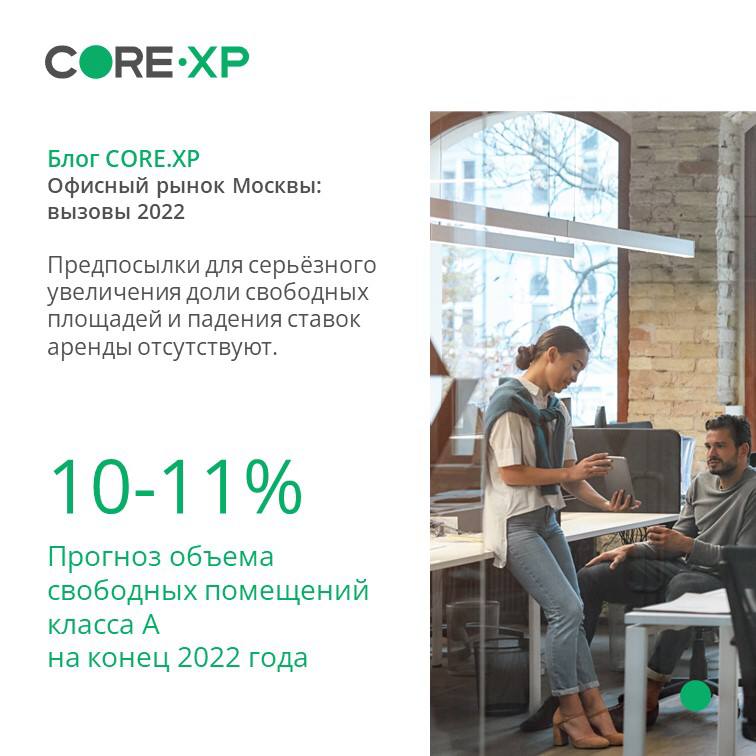 CORE·XP
Блог CORE.XP
Офисный рынок Москвы:
вызовы 2022
Предпосылки для серьёзного
увеличения доли свободных
площадей и падения ставок
аренды отсутствуют.
10-11%
Прогноз объема
свободных помещений
класса А
на конец 2022 года